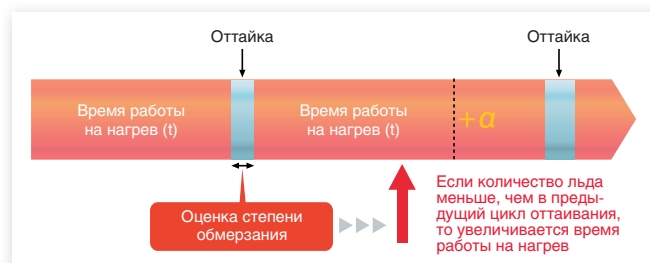 Оттайка
Оттайка
Время работы
на нагрев (t)
Время работы
на нагрев (t)
+α
Оценка степени
обмерзания
Если количество льда
меньше, чем в преды-
дущий цикл оттаивания,
то увеличивается время
работы на нагрев